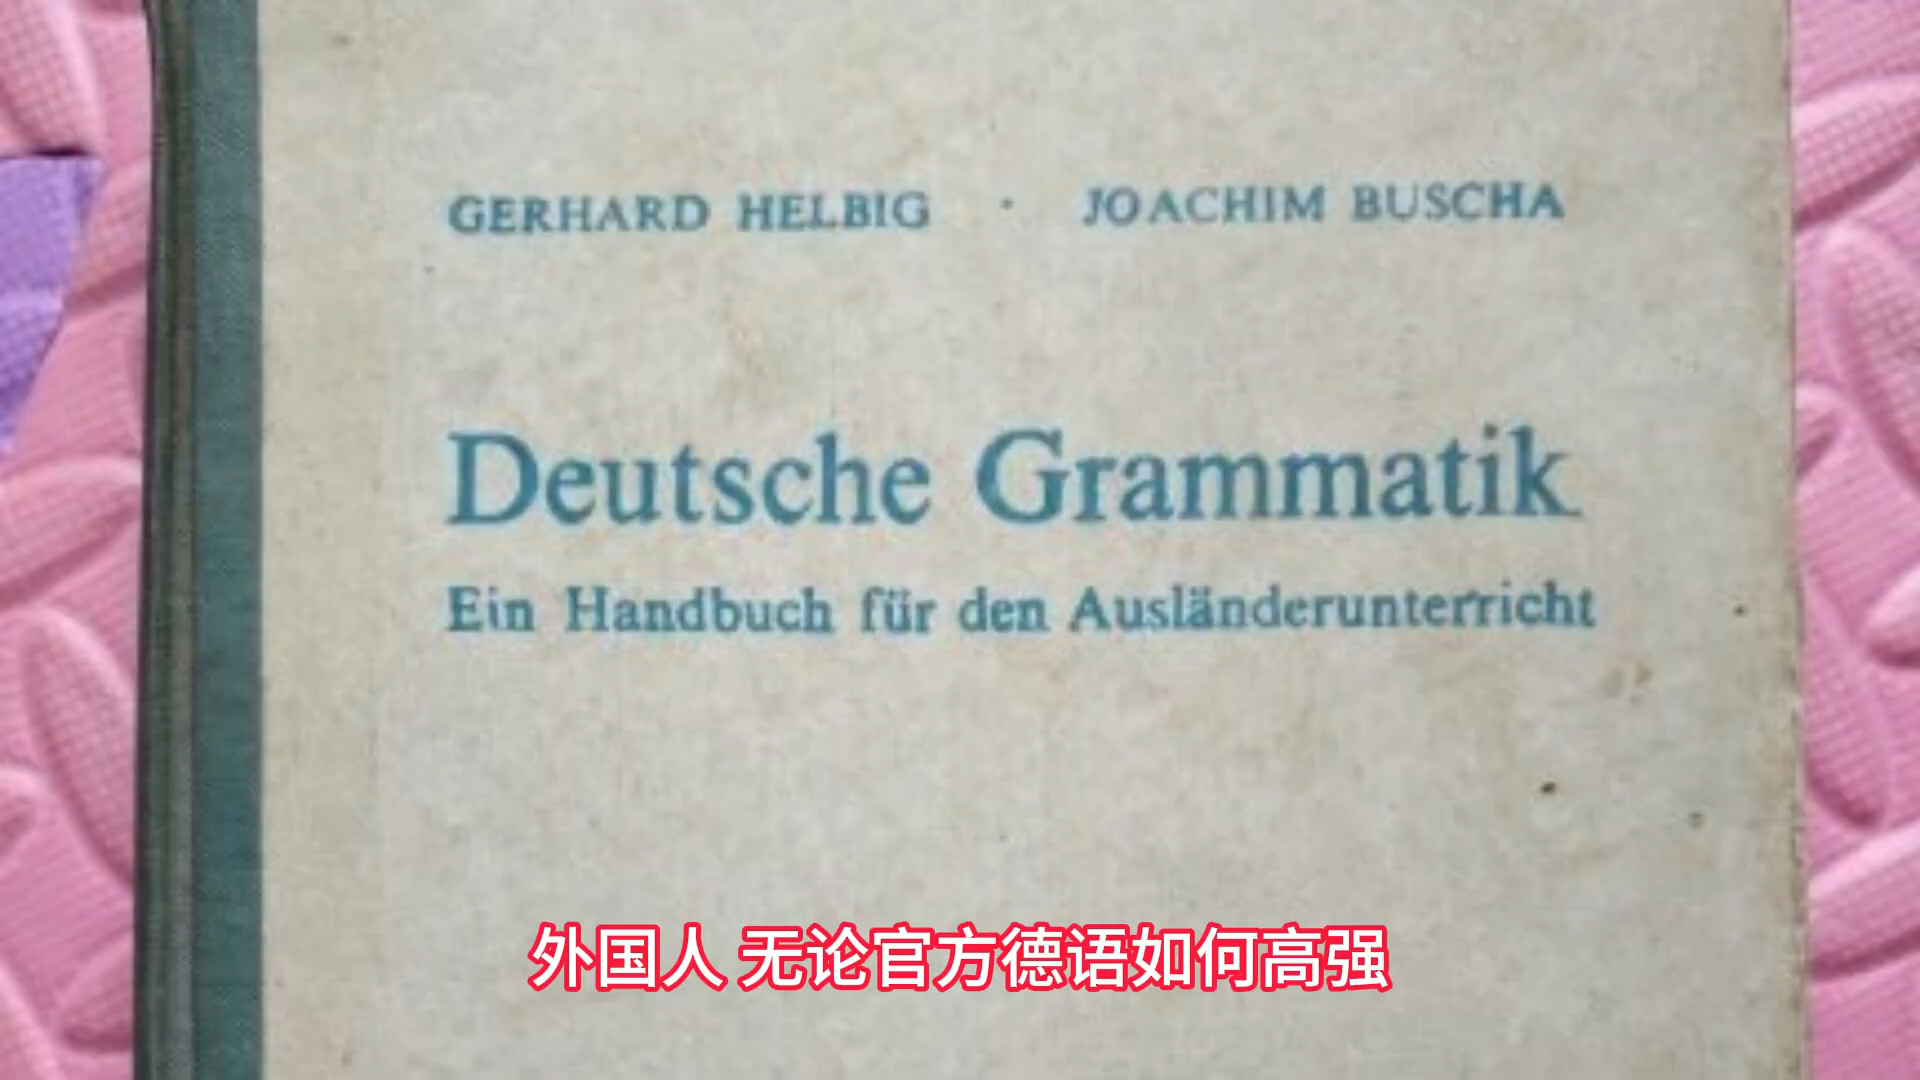 GERHARD HELBIG · JOACHIM BUSCHA
Deutsche Grammatik
Ein Handbuch für den Ausländerunterricht
外国人 无论官方德语如何高强